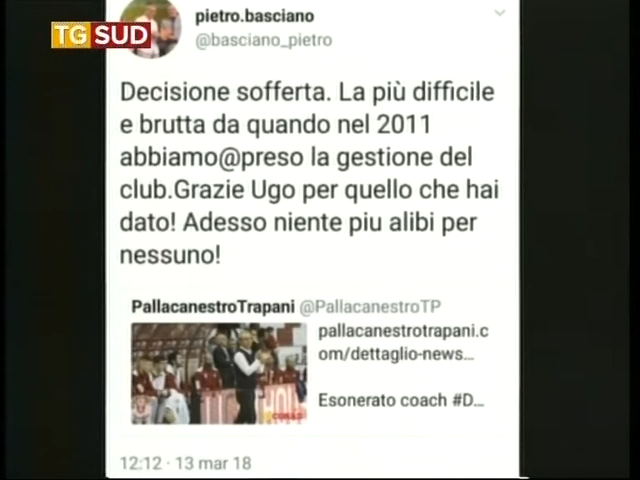 TG SUD
pietro.basciano
@basciano_pietro
Decisione sofferta. La più difficile
e brutta da quando nel 2011
abbiamo@preso la gestione del
club.Grazie Ugo per quello che hai
dato! Adesso niente piu alibi per
nessuno!
PallacanestroTrapani @PallacanestroTP
pallacanestrotrapani.c
om/dettaglio-news...
Esonerato coach #D...
12:12 · 13 mar 18